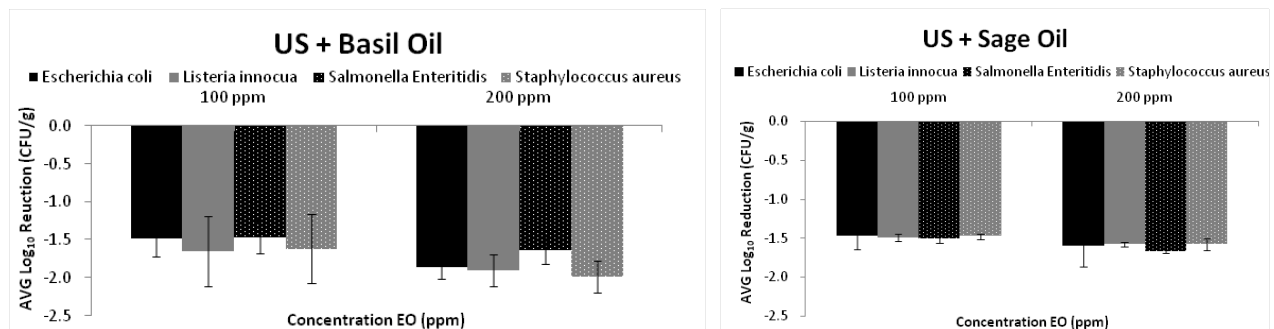 US + Basil Oil
■ Escherichia coli ■ Listeria innocua ■ Salmonella Enteritidis ■ Staphylococcus aureus
100 ppm 200 ppm
0.0
-0.5
-1.0
-1.5
-2.0
-2.5
AVG Log₁₀ Reuction (CFU/g)
Concentration EO (ppm)
US + Sage Oil
■ Escherichia coli ■ Listeria innocua ■ Salmonella Enteritidis ■ Staphylococcus aureus
100 ppm 200 ppm
0.0
-0.5
-1.0
-1.5
-2.0
-2.5
AVG Log₁₀ Reduction (CFU/g)
Concentration EO (ppm)